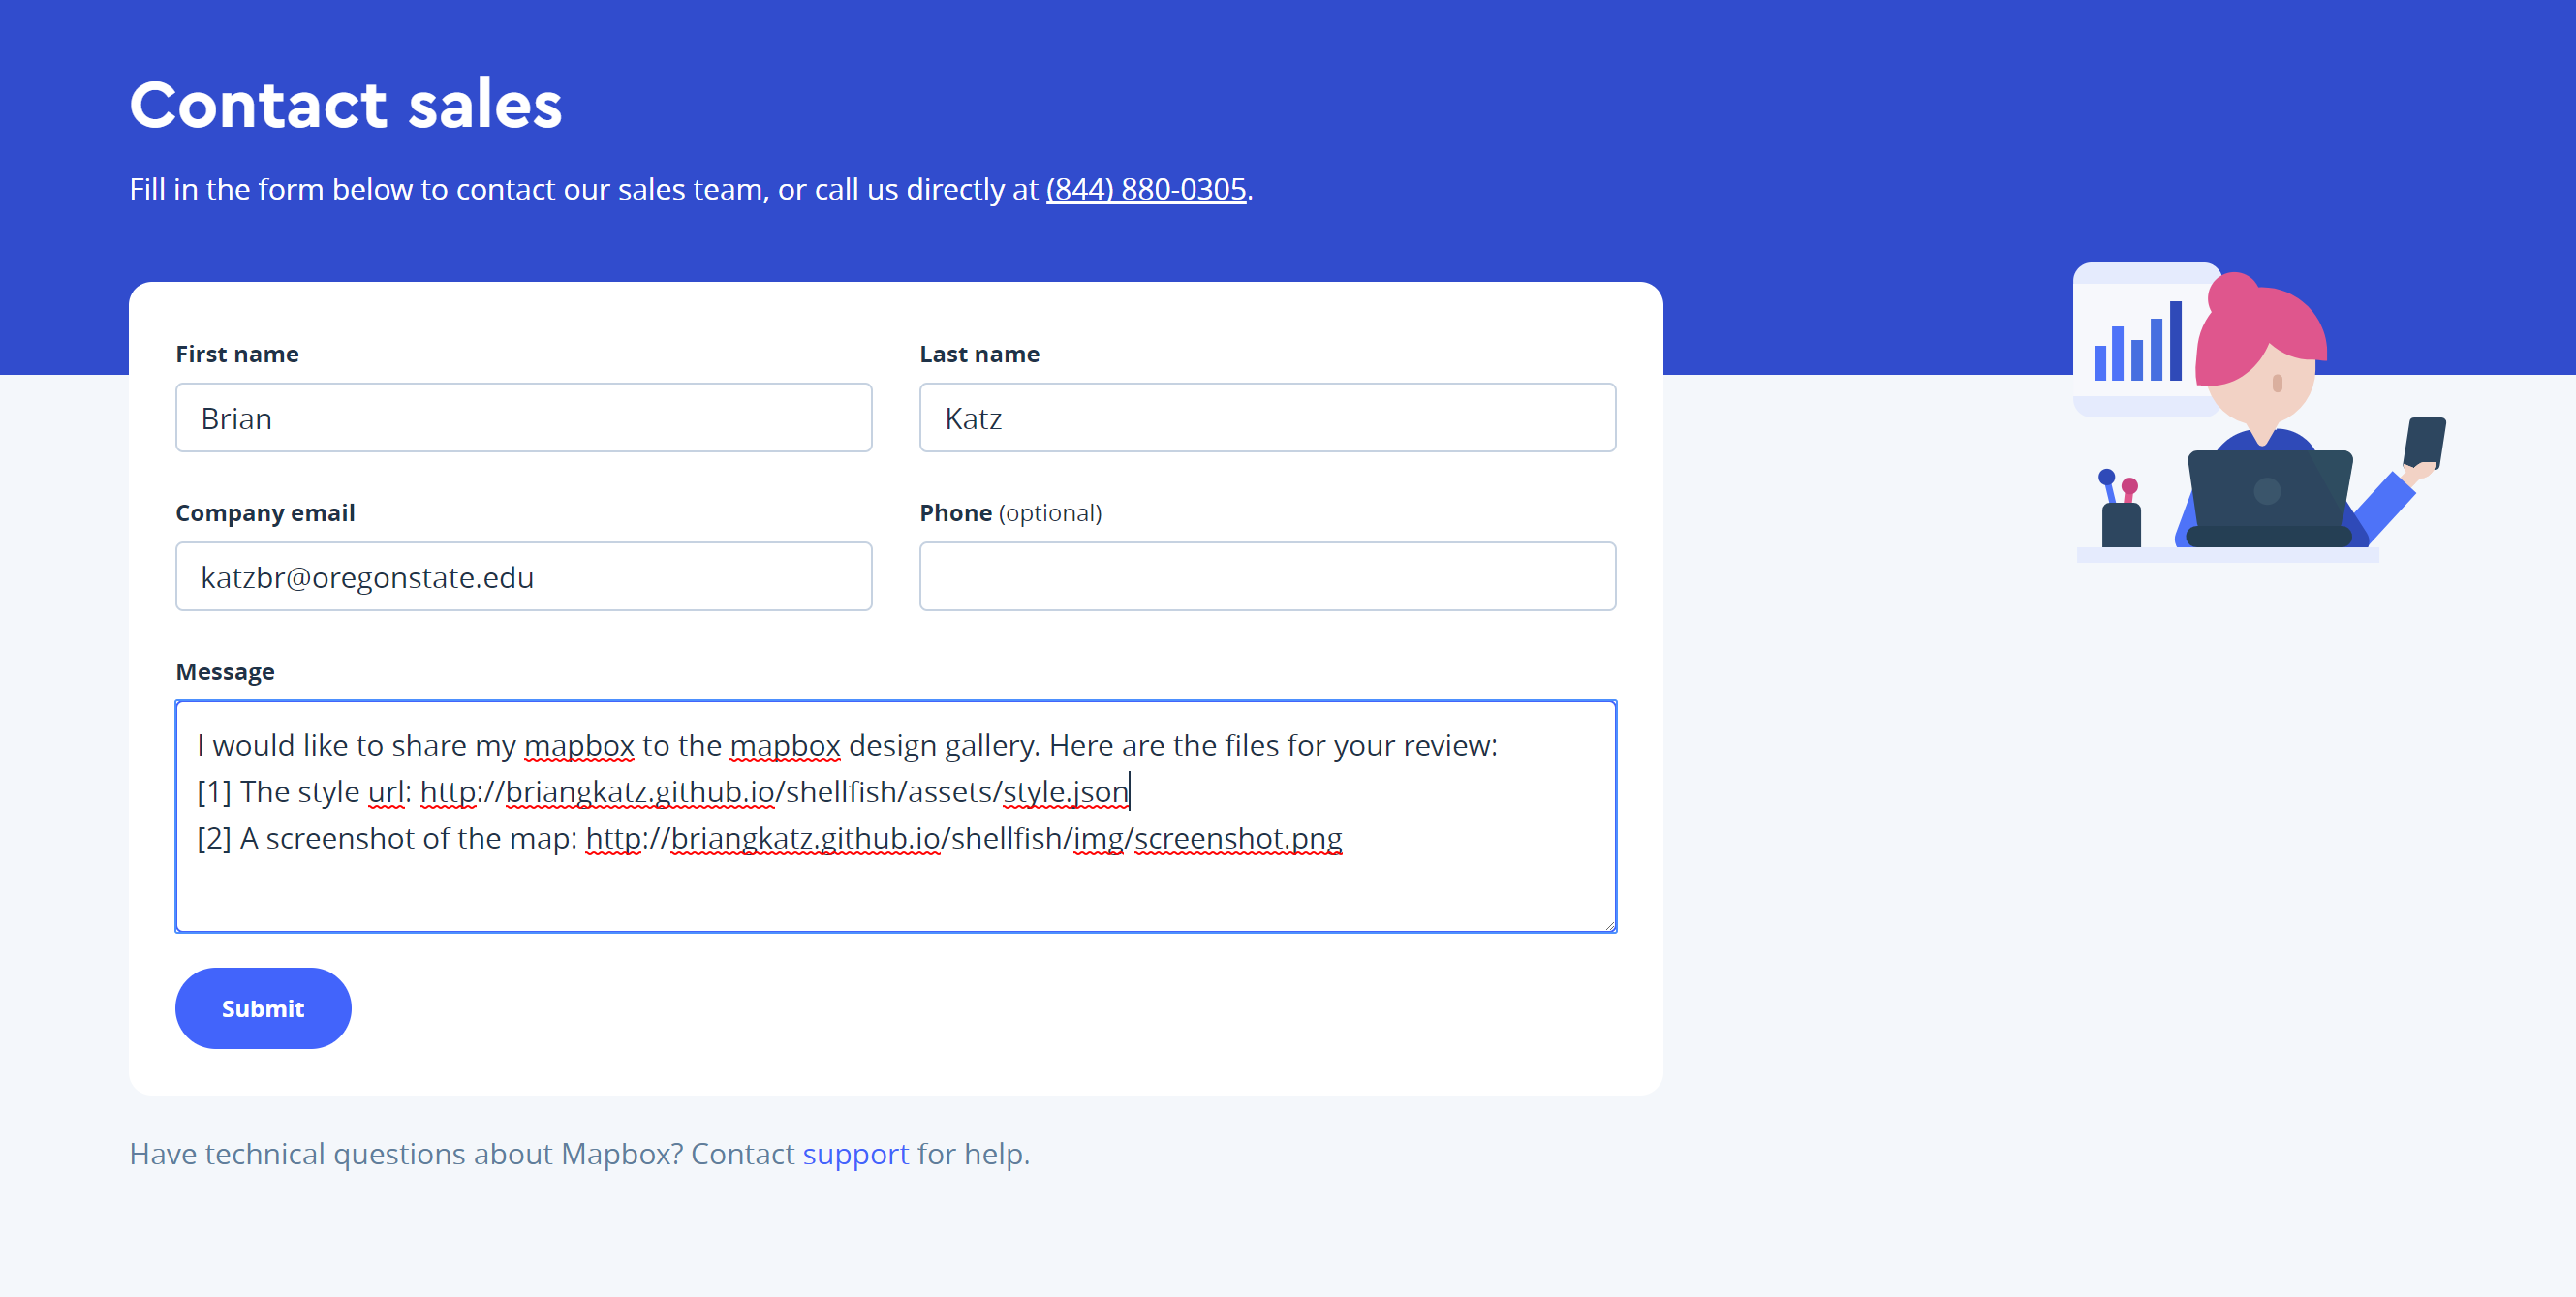 Contact sales
Fill in the form below to contact our sales team, or call us directly at (844) 880-0305.
First name
Last name
Brian
Katz
Company email
Phone (optional)
katzbr@oregonstate.edu
Message
I would like to share my mapbox to the mapbox design gallery. Here are the files for your review:
[1] The style url: http://briangkatz.github.io/shellfish/assets/style.json
[2] A screenshot of the map: http://briangkatz.github.io/shellfish/img/screenshot.png
Submit
Have technical questions about Mapbox? Contact support for help.